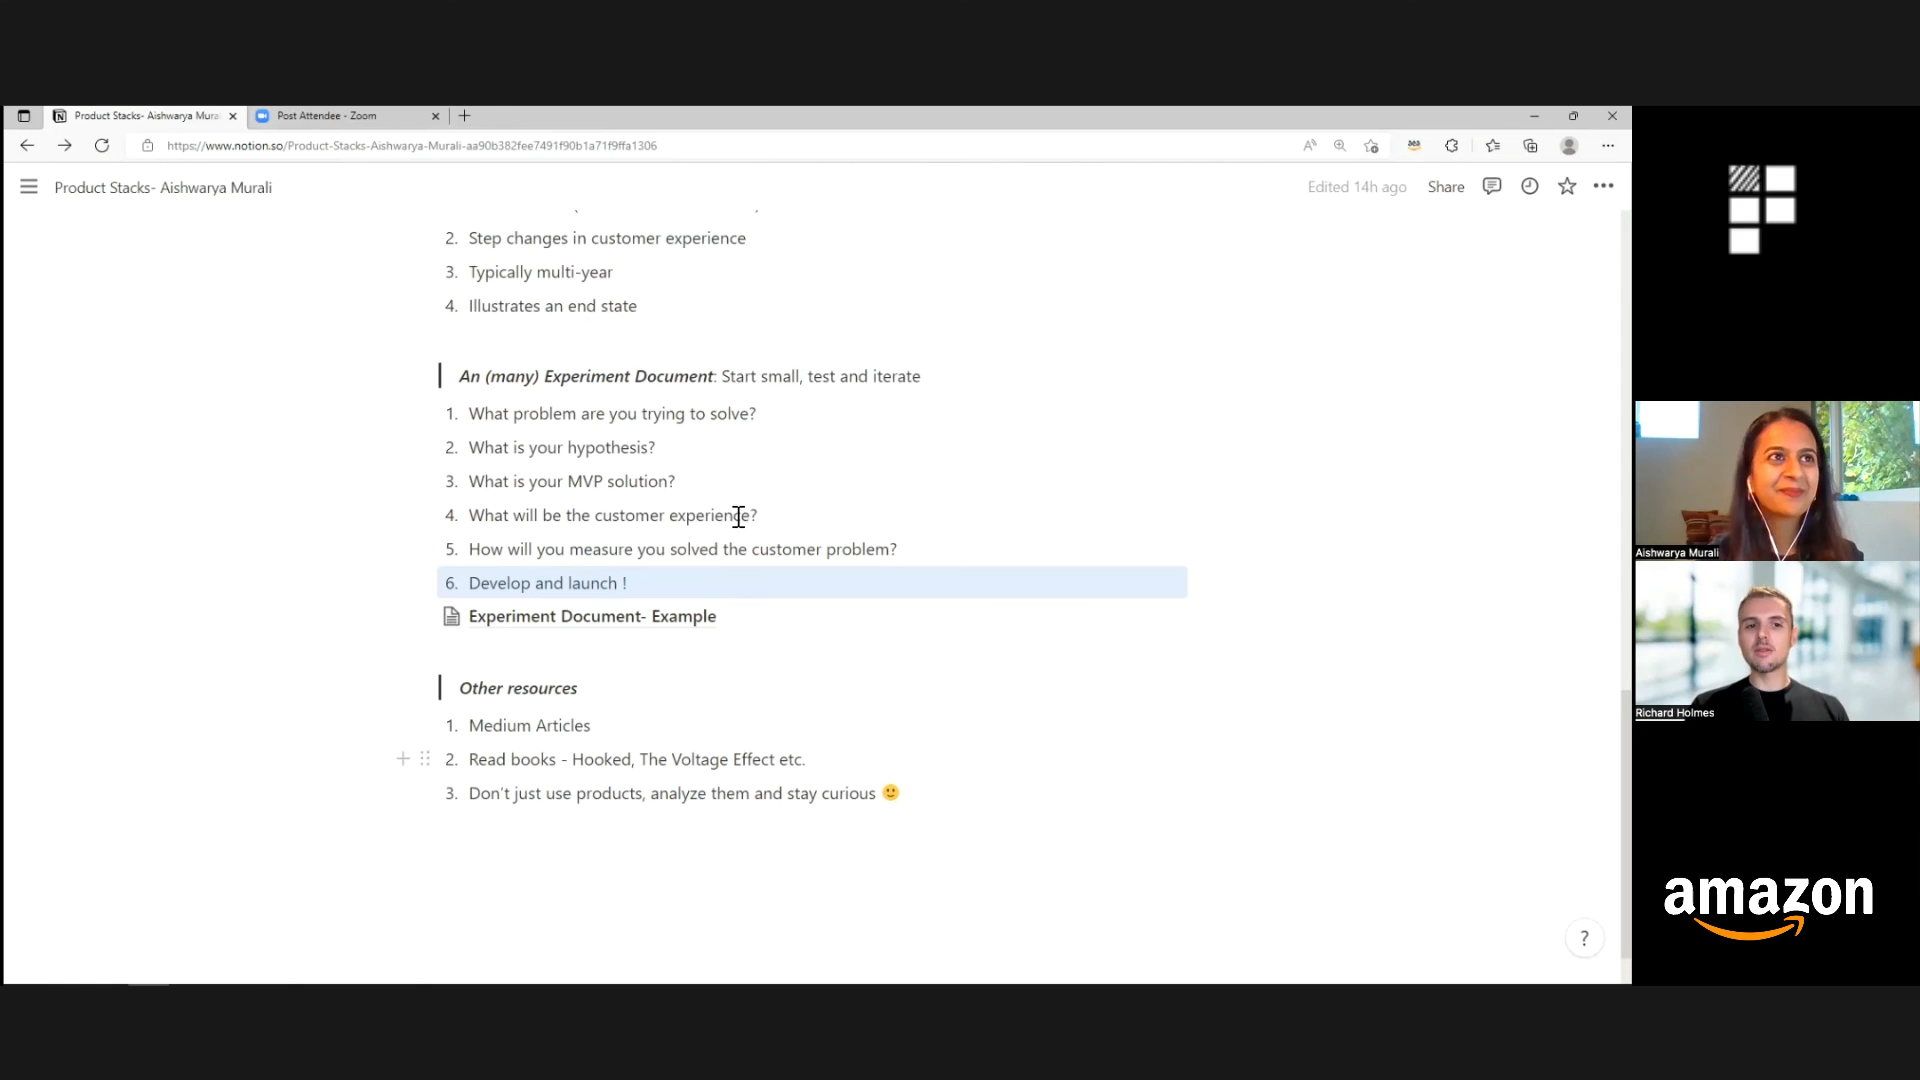 Product Stacks- Aishwarya Mura
Post Attendee - Zoom
https://www.notion.so/Product-Stacks-Aishwarya-Murali-aa90b382fee7491f90b1a71f9ffa1306
Product Stacks- Aishwarya Murali
Edited 14h ago
Share
2. Step changes in customer experience
3. Typically multi-year
4. Illustrates an end state
An (many) Experiment Document: Start small, test and iterate
1. What problem are you trying to solve?
2. What is your hypothesis?
3. What is your MVP solution?
4. What will be the customer experience?
5. How will you measure you solved the customer problem?
6. Develop and launch !
Experiment Document- Example
Other resources
1. Medium Articles
2. Read books - Hooked, The Voltage Effect etc.
3. Don't just use products, analyze them and stay curious 🙂
?
Aishwarya Murali
Richard Holmes
amazon